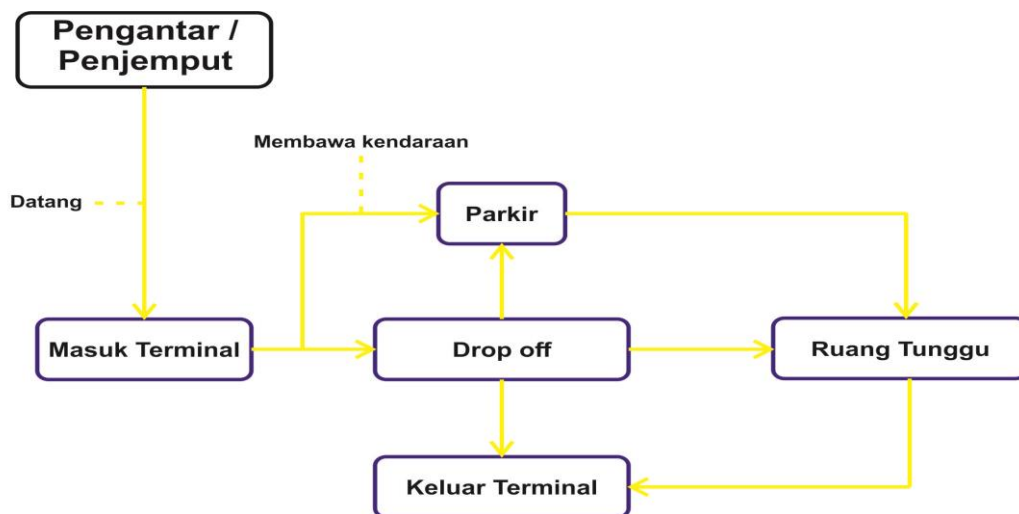 Pengantar /
Penjemput
Membawa kendaraan
Datang
Parkir
Masuk Terminal
Drop off
Ruang Tunggu
Keluar Terminal